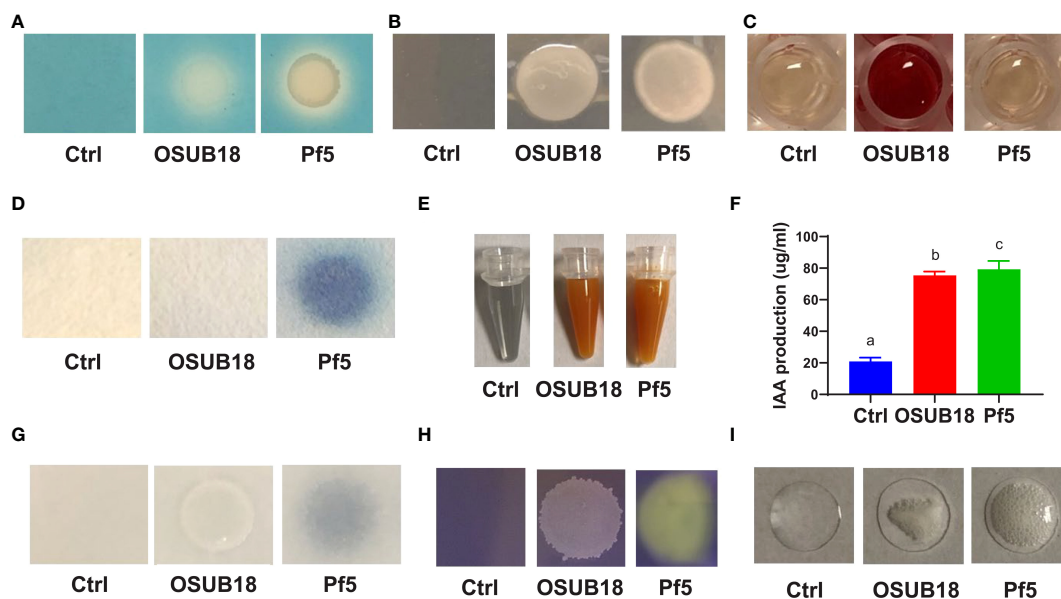 A
B
C
Ctrl
OSUB18
Pf5
Ctrl
OSUB18
Pf5
Ctrl
OSUB18
Pf5
D
E
F
Ctrl
OSUB18
Pf5
Ctrl
OSUB18
Pf5
IAA production (ug/ml)
100
80
60
40
20
0
a
b
c
Ctrl
OSUB18
Pf5
G
H
I
Ctrl
OSUB18
Pf5
Ctrl
OSUB18
Pf5
Ctrl
OSUB18
Pf5